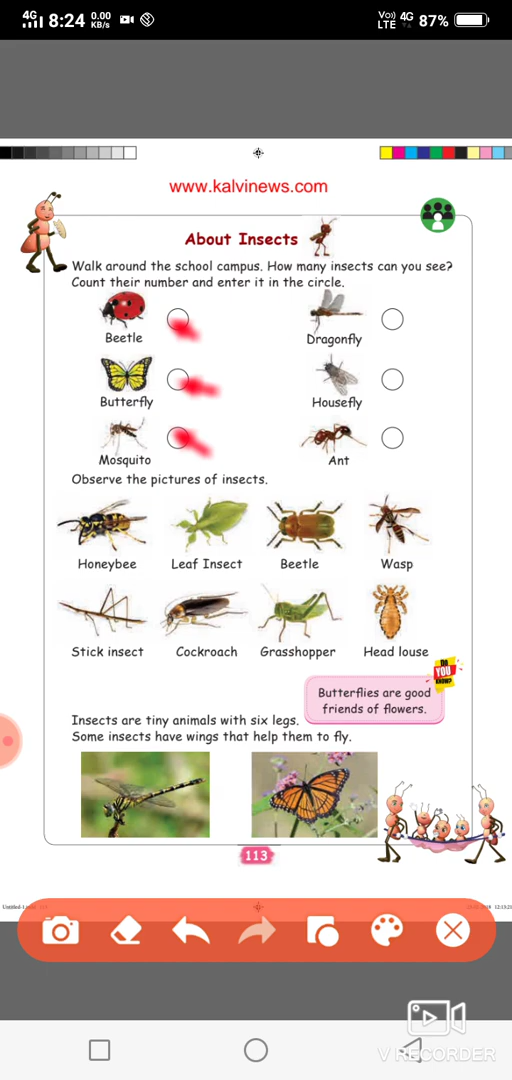 4G 8:24 0.00 KB/s Vo) LTE 4G 87%
www.kalvinews.com
About Insects
Walk around the school campus. How many insects can you see?
Count their number and enter it in the circle.
Beetle Dragonfly
Butterfly Housefly
Mosquito Ant
Observe the pictures of insects.
Honeybee Leaf Insect Beetle Wasp
Stick insect Cockroach Grasshopper Head louse
DO YOU KNOW?
Butterflies are good
friends of flowers.
Insects are tiny animals with six legs.
Some insects have wings that help them to fly.
113
V RECORDER